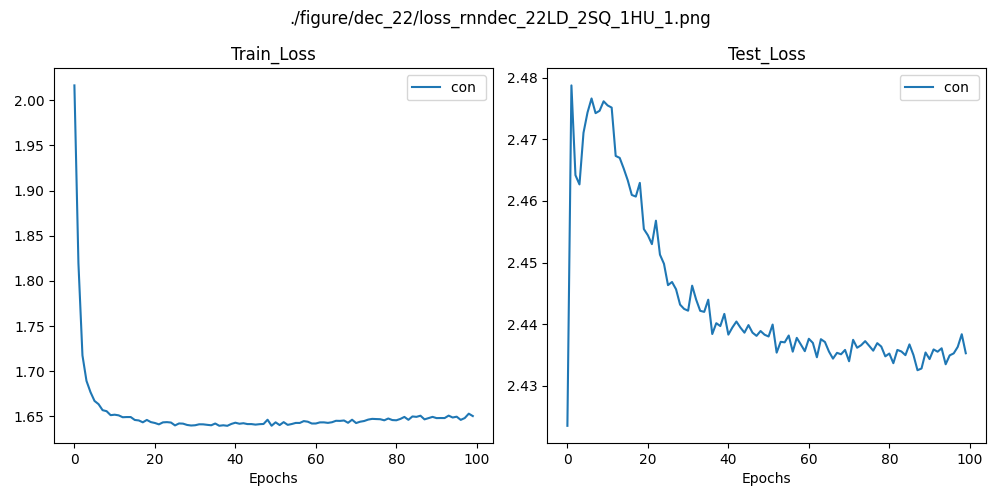 ./figure/dec_22/loss_rnndec_22LD_2SQ_1HU_1.png
Train_Loss
con
2.00
1.95
1.90
1.85
1.80
1.75
1.70
1.65
0 20 40 60 80 100
Epochs
Test_Loss
con
2.48
2.47
2.46
2.45
2.44
2.43
0 20 40 60 80 100
Epochs